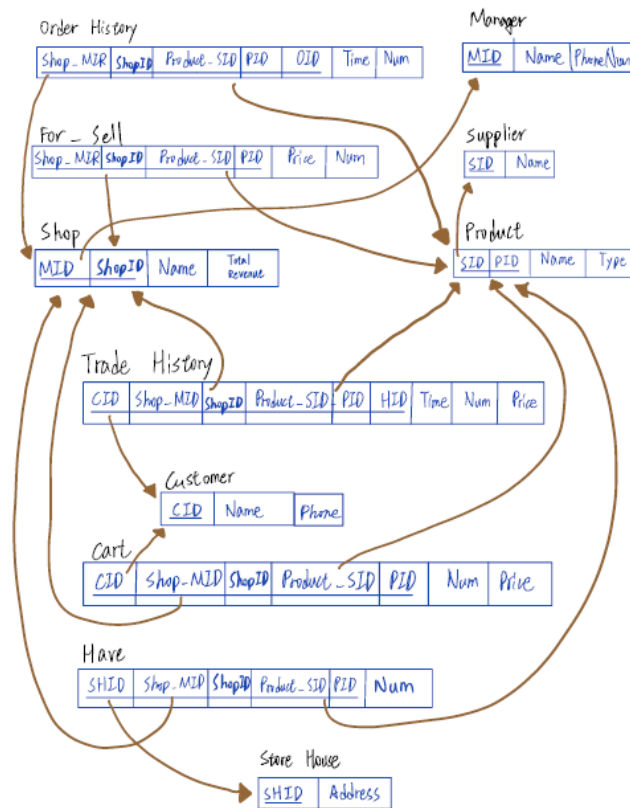 Order History
Shop_MIR ShopID Product_SID PID OID Time Num
Manager
MID Name PhoneNum
For_Sell
Shop_MIR ShopID Product_SID PID Price Num
Supplier
SID Name
Shop
MID ShopID Name Total Revenue
Product
SID PID Name Type
Trade History
CID Shop_MID ShopID Product_SID PID HID Time Num Price
Customer
CID Name Phone
Cart
CID Shop_MID ShopID Product_SID PID Num Price
Have
SHID Shop_MID ShopID Product_SID PID Num
Store House
SHID Address